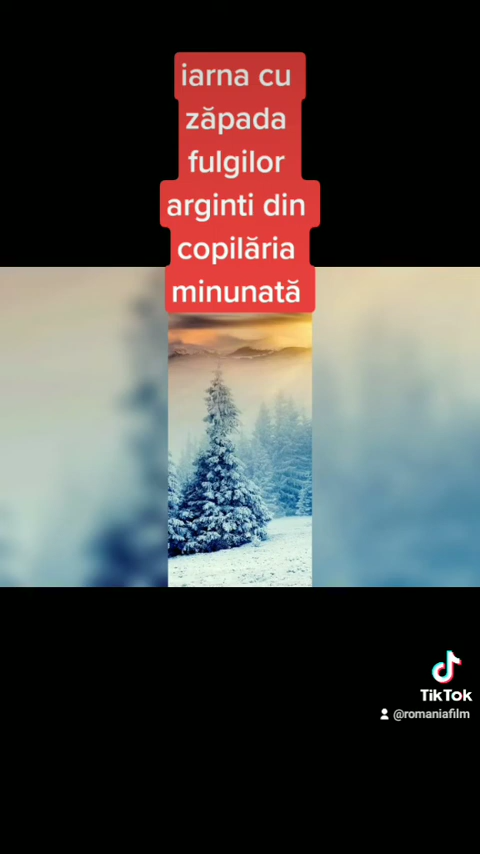 iarna cu
zăpada
fulgilor
arginti din
copilăria
minunată
TikTok
@romaniafilm